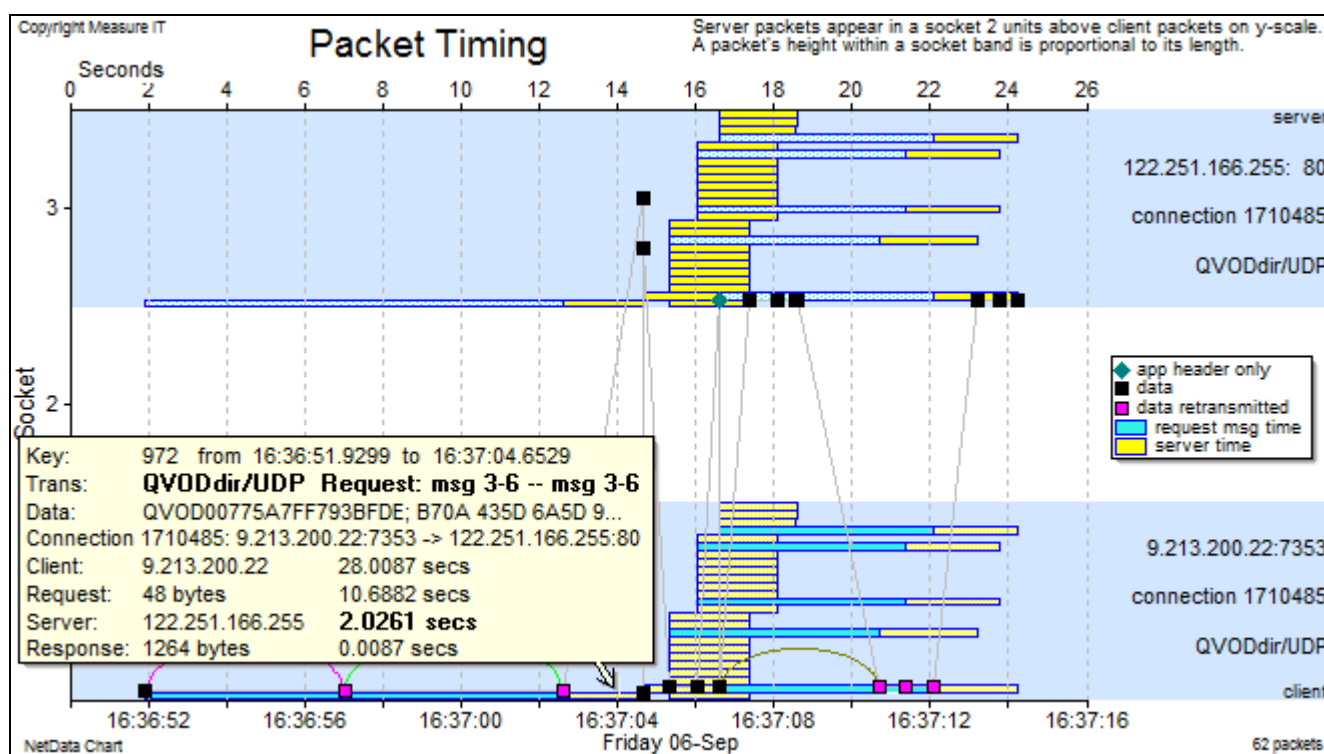 Copyright Measure IT
Packet Timing
Server packets appear in a socket 2 units above client packets on y-scale.
A packet's height within a socket band is proportional to its length.
Seconds
0 2 4 6 8 10 12 14 16 18 20 22 24 26
server
122.251.166.255: 80
3
connection 1710485
QVODdir/UDP
Socket
2
app header only
data
data retransmitted
request msg time
server time
Key: 972 from 16:36:51.9299 to 16:37:04.6529
Trans: QVODdir/UDP Request: msg 3-6 -- msg 3-6
Data: QVOD00775A7FF793BFDE; B70A 435D 6A5D 9...
Connection 1710485: 9.213.200.22:7353 -> 122.251.166.255:80
Client: 9.213.200.22 28.0087 secs
Request: 48 bytes 10.6882 secs
Server: 122.251.166.255 2.0261 secs
Response: 1264 bytes 0.0087 secs
9.213.200.22:7353
connection 1710485
QVODdir/UDP
client
16:36:52 16:36:56 16:37:00 16:37:04 16:37:08 16:37:12 16:37:16
NetData Chart
Friday 06-Sep
62 packets